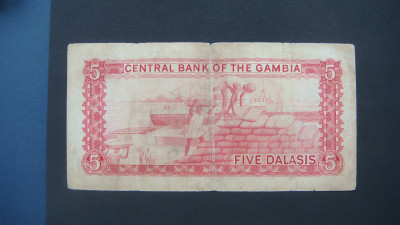 5 CENTRAL BANK OF THE GAMBIA 5
5 FIVE DALASIS 5